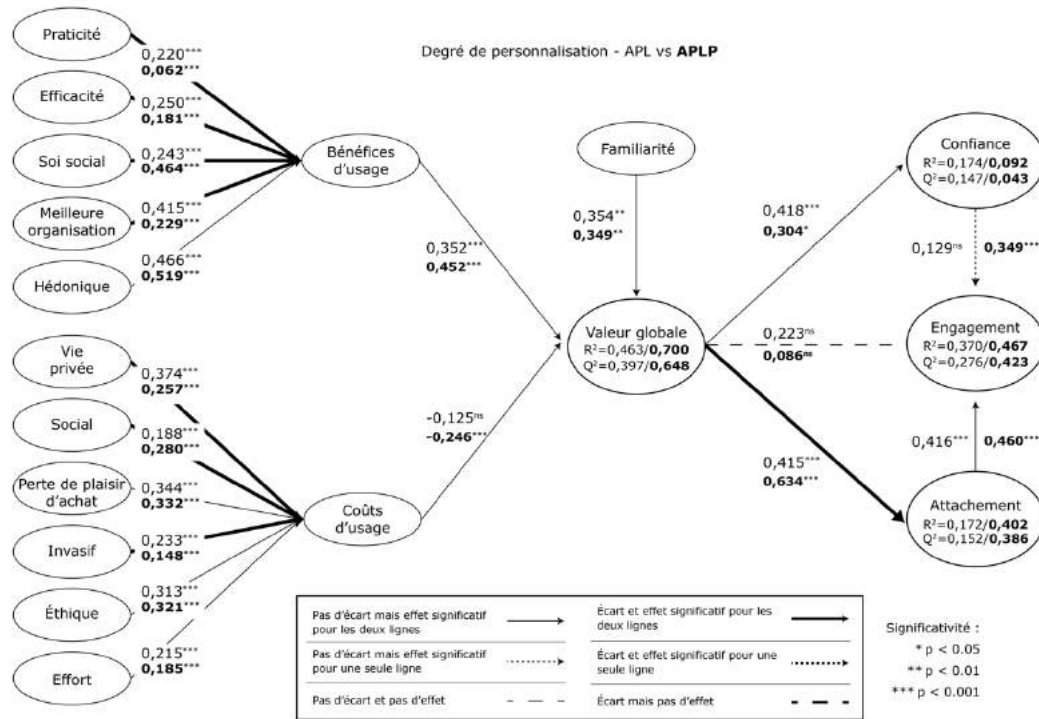 Degré de personnalisation - APL vs APLP
Praticité
0,220***
0,062***
Efficacité
0,250***
0,181***
Soi social
0,243***
0,464***
Meilleure
organisation
0,415***
0,229***
Hédonique
0,466***
0,519***
Bénéfices
d'usage
0,352***
0,452***
Vie
privée
0,374***
0,257***
Social
0,188***
0,280***
Perte de plaisir
d'achat
0,344***
0,332***
Invasif
0,233***
0,148***
Éthique
0,313***
0,321***
Effort
0,215***
0,185***
Coûts
d'usage
-0,125ns
-0,246***
Familiarité
0,354**
0,349**
Valeur globale
R²=0,463/0,700
Q²=0,397/0,648
0,418***
0,304*
0,223ns
0,086ns
0,415***
0,634***
Confiance
R²=0,174/0,092
Q²=0,147/0,043
0,129ns 0,349***
Engagement
R²=0,370/0,467
Q²=0,276/0,423
0,416*** 0,460***
Attachement
R²=0,172/0,402
Q²=0,152/0,386
Pas d'écart mais effet significatif
pour les deux lignes
Écart et effet significatif pour les
deux lignes
Pas d'écart mais effet significatif
pour une seule ligne
Écart et effet significatif pour une
seule ligne
Pas d'écart et pas d'effet
Écart mais pas d'effet
Significativité :
* p < 0.05
** p < 0.01
*** p < 0.001